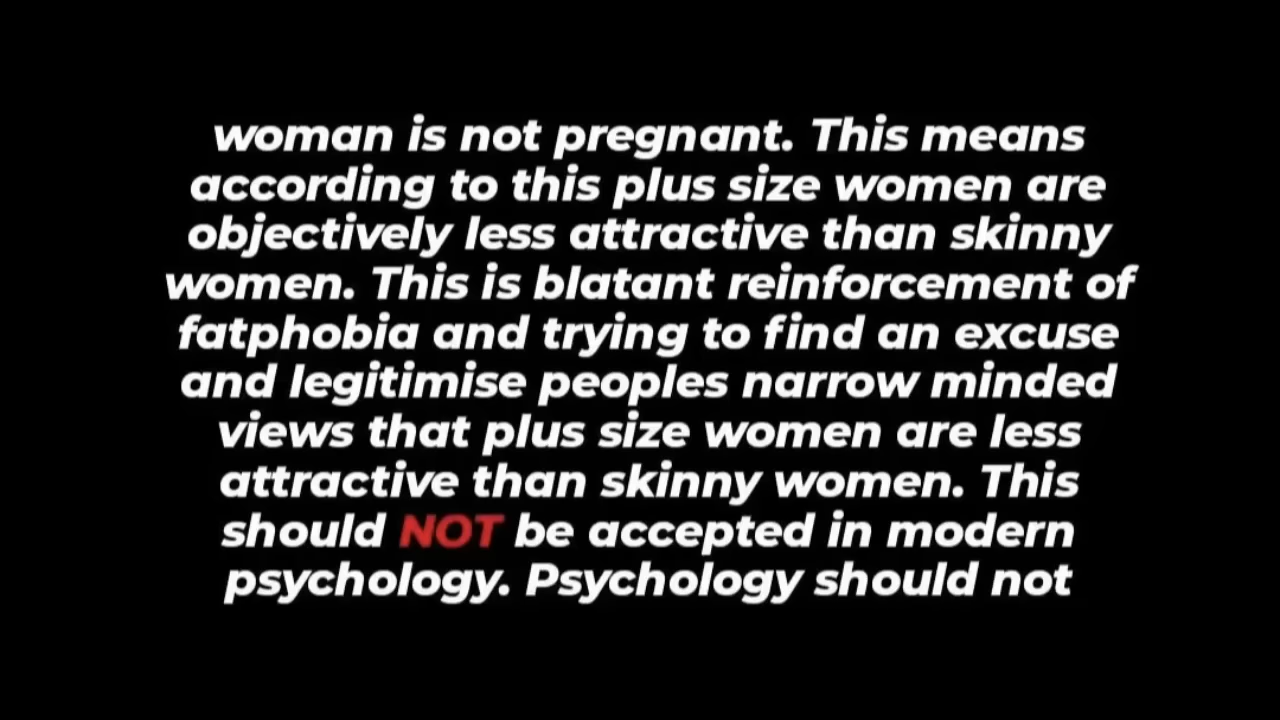 woman is not pregnant. This means
according to this plus size women are
objectively less attractive than skinny
women. This is blatant reinforcement of
fatphobia and trying to find an excuse
and legitimise peoples narrow minded
views that plus size women are less
attractive than skinny women. This
should NOT be accepted in modern
psychology. Psychology should not